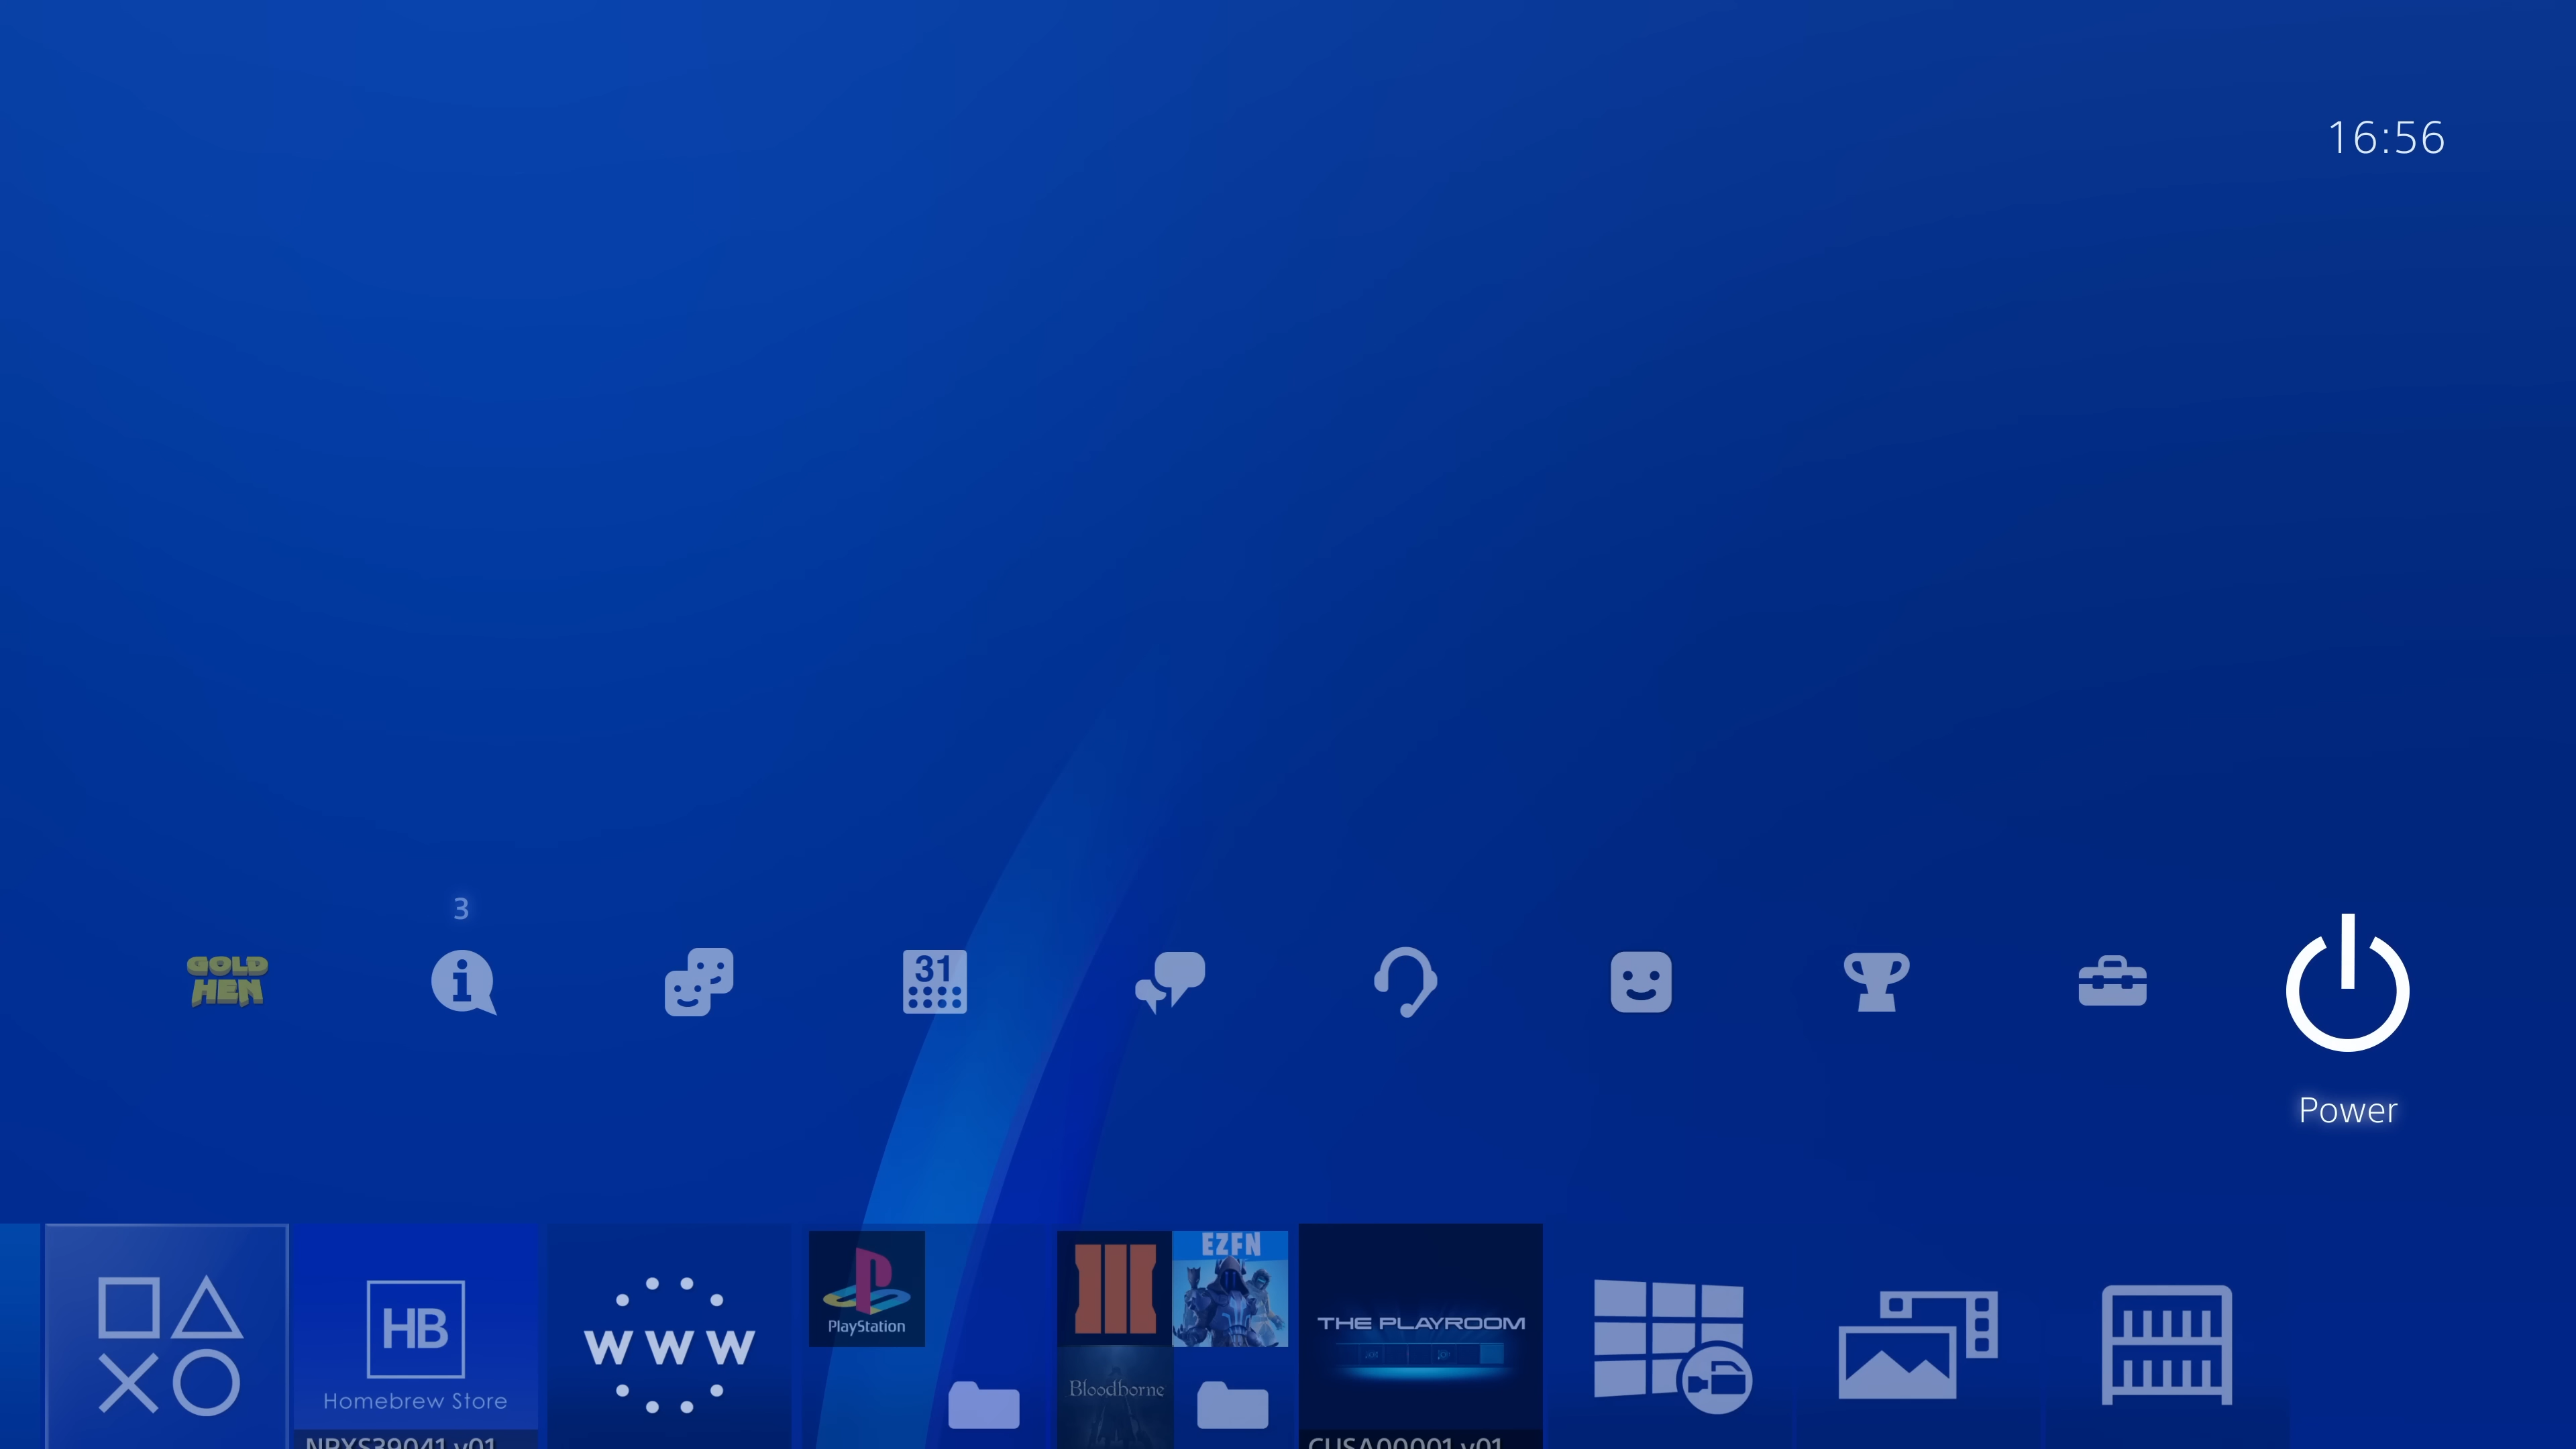 16:56
3
GOLD
HEN
31
Power
HB
Homebrew Store
NPXS39041 v01
WWW
PlayStation
EZFN
Bloodborne
THE PLAYROOM
CUSA00001 v01